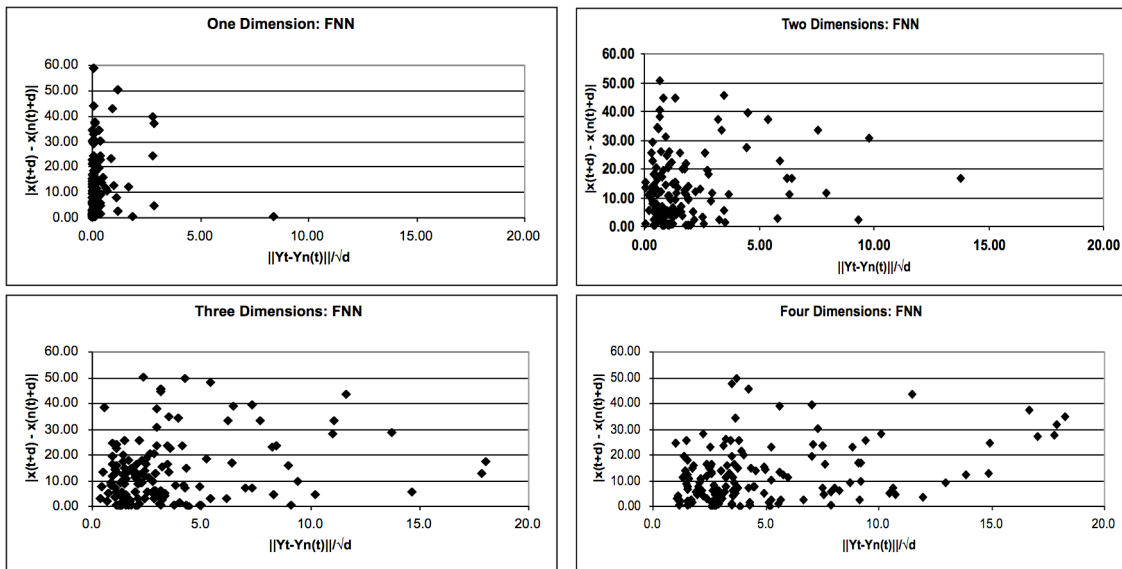 One Dimension: FNN
|x(t+d) - x(n(t)+d)|
60.00
50.00
40.00
30.00
20.00
10.00
0.00
0.00 5.00 10.00 15.00 20.00
||Yt-Yn(t)||/√d
Two Dimensions: FNN
|x(t+d) - x(n(t)+d)|
60.00
50.00
40.00
30.00
20.00
10.00
0.00
0.00 5.00 10.00 15.00 20.00
||Yt-Yn(t)||/√d
Three Dimensions: FNN
|x(t+d) - x(n(t)+d)|
60.00
50.00
40.00
30.00
20.00
10.00
0.00
0.0 5.0 10.0 15.0 20.0
||Yt-Yn(t)||/√d
Four Dimensions: FNN
|x(t+d) - x(n(t)+d)|
60.00
50.00
40.00
30.00
20.00
10.00
0.00
0.0 5.0 10.0 15.0 20.0
||Yt-Yn(t)||/√d